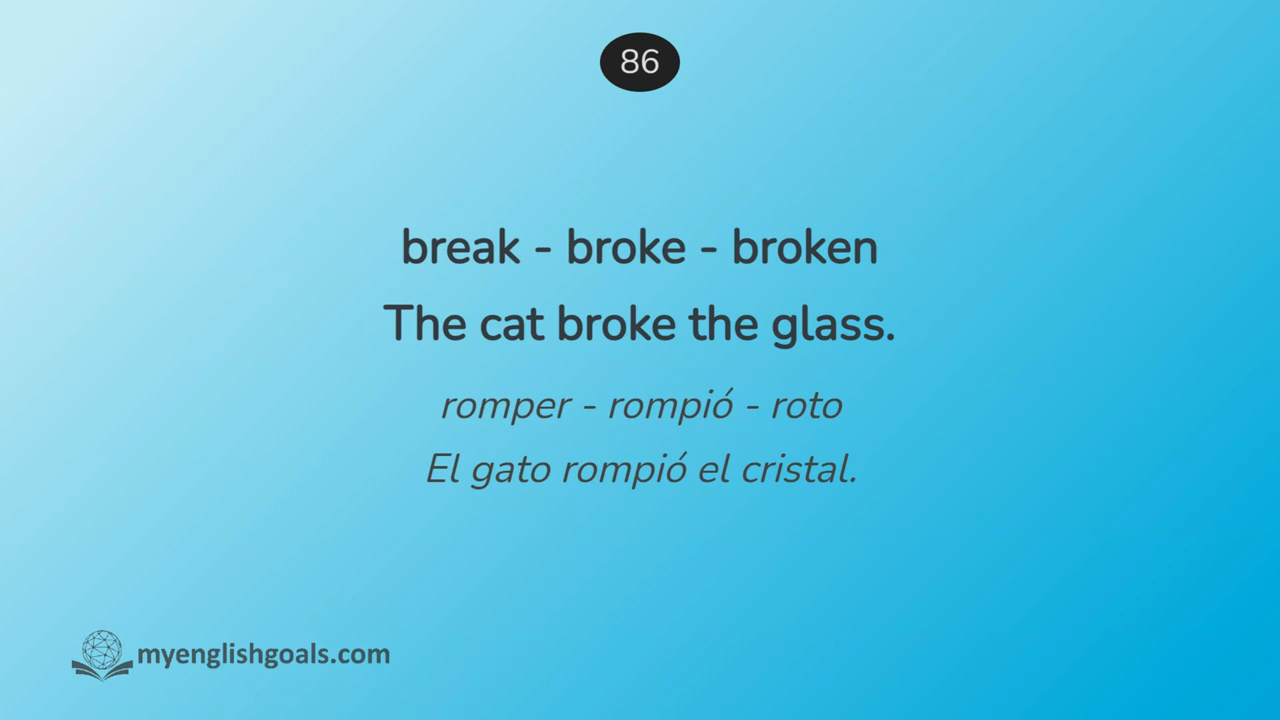 86
break - broke - broken
The cat broke the glass.
romper - rompió - roto
El gato rompió el cristal.
myenglishgoals.com